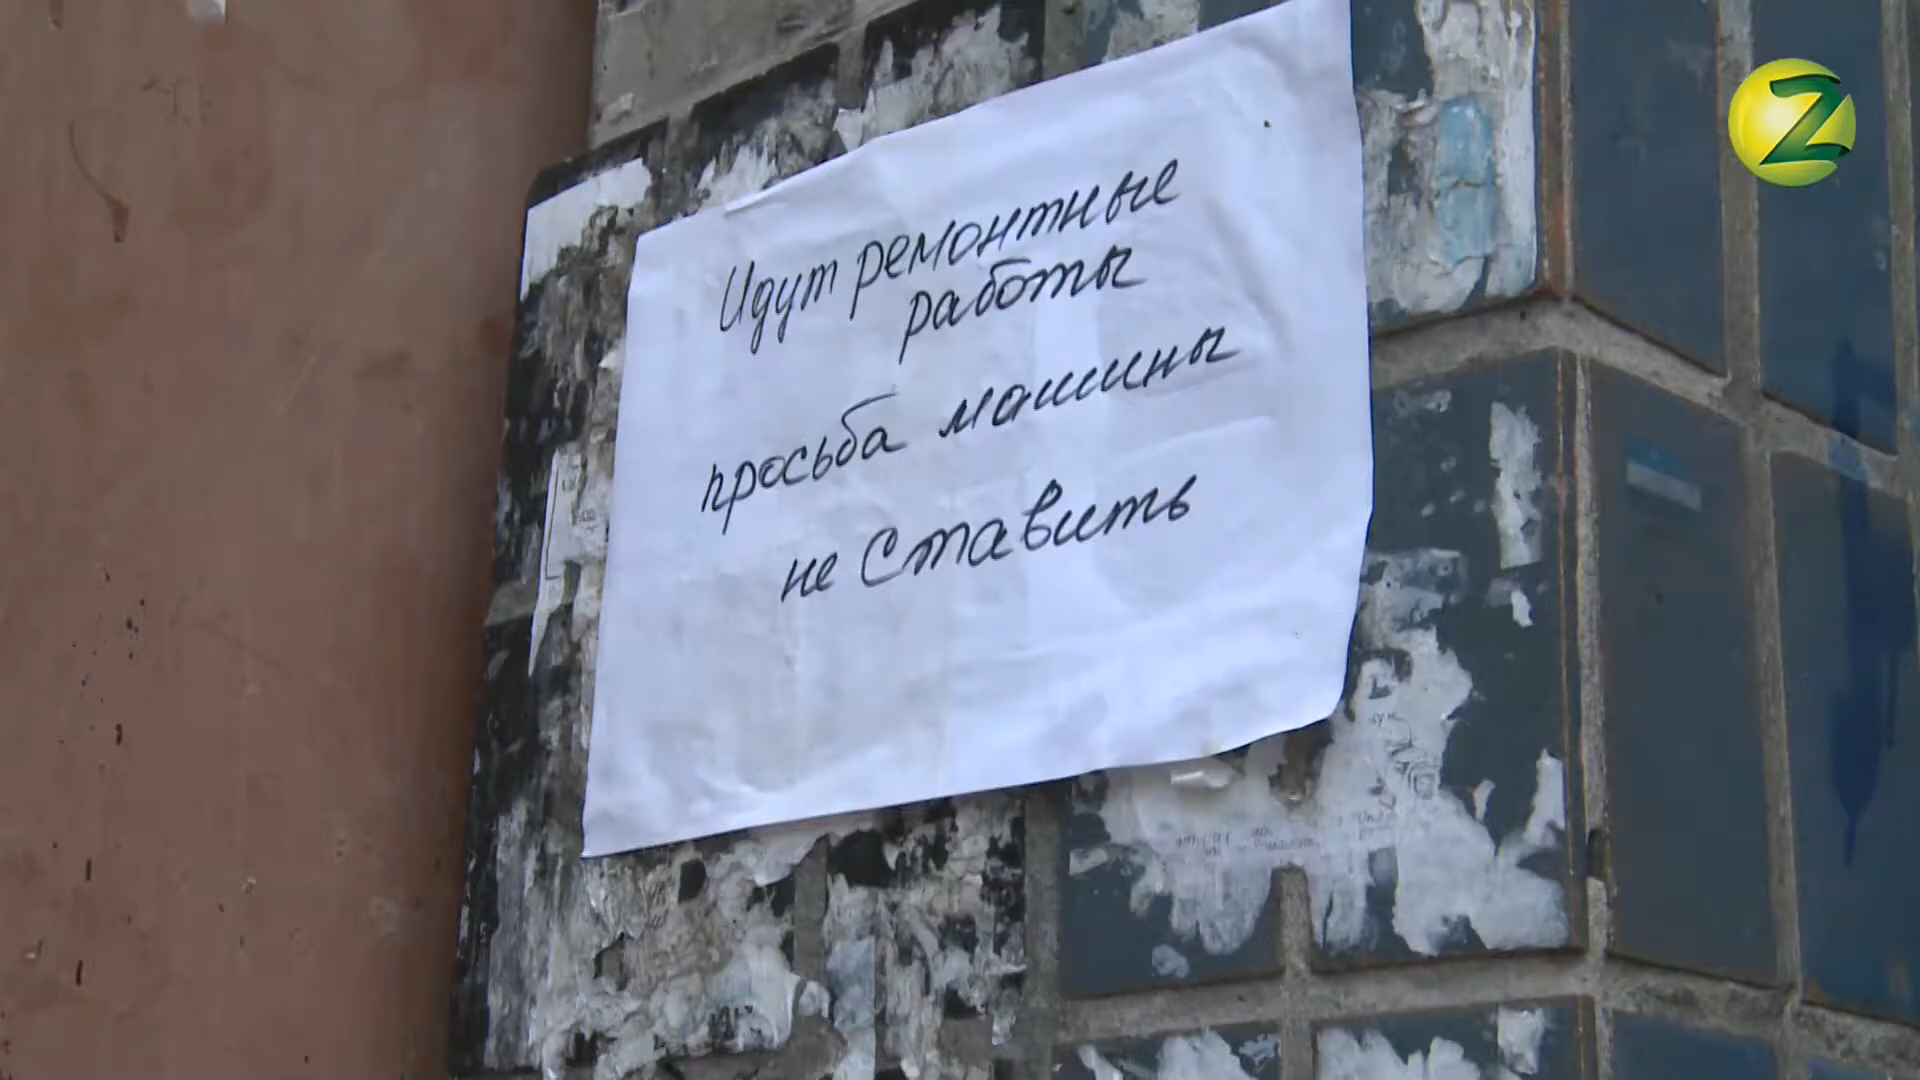 Идут ремонтные
работы
просьба машины
не Ставить
Z